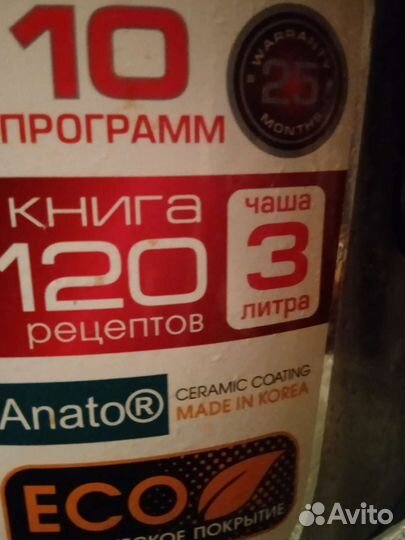 10
ПРОГРАММ
WARRANTY
25
MONTHS
КНИГА
120
рецептов
чаша
3
литра
Anato®
CERAMIC COATING
MADE IN KOREA
ECO
ПОКРЫТИЕ
Avito